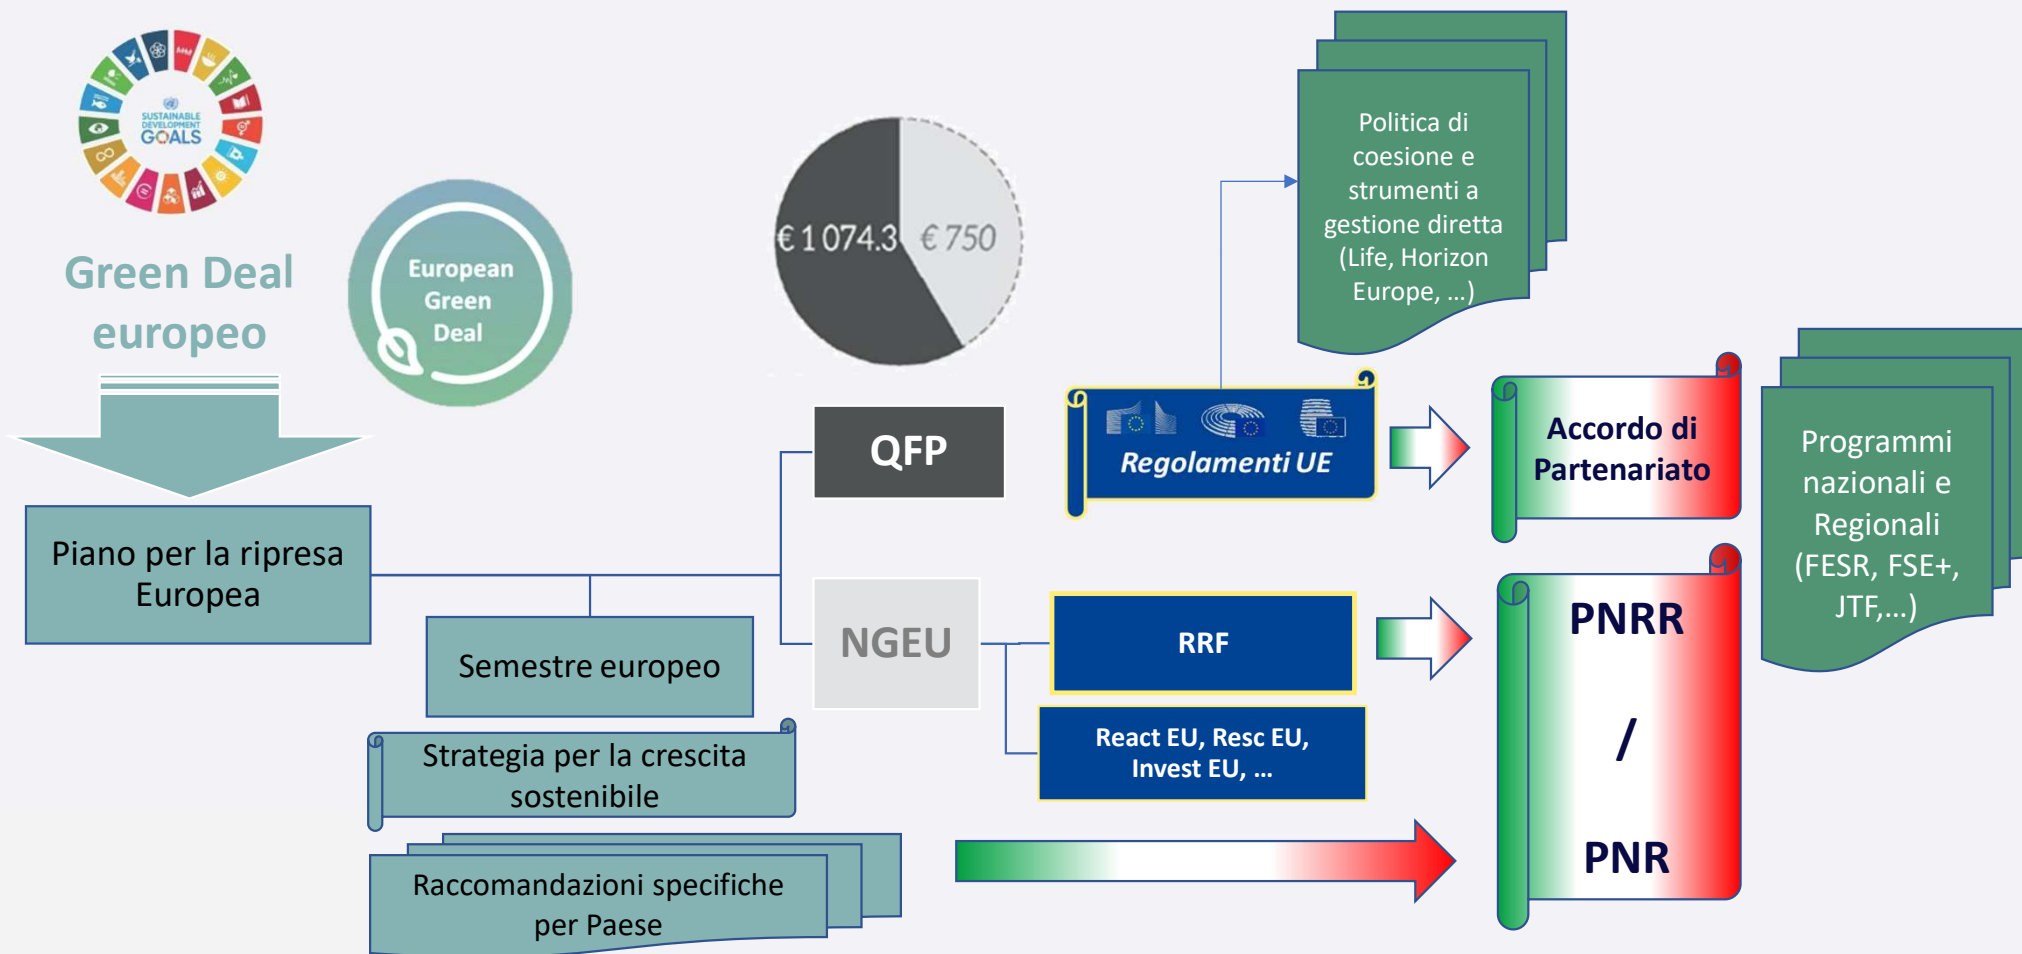 SUSTAINABLE
DEVELOPMENT
GOALS
Green Deal
europeo
European
Green
Deal
€ 1 074.3
€ 750
Politica di
coesione e
strumenti a
gestione diretta
(Life, Horizon
Europe, …)
QFP
Regolamenti UE
Accordo di
Partenariato
Programmi
nazionali e
Regionali
(FESR, FSE+,
JTF,…)
Piano per la ripresa
Europea
Semestre europeo
NGEU
RRF
React EU, Resc EU,
Invest EU, …
PNRR
/
PNR
Strategia per la crescita
sostenibile
Raccomandazioni specifiche
per Paese